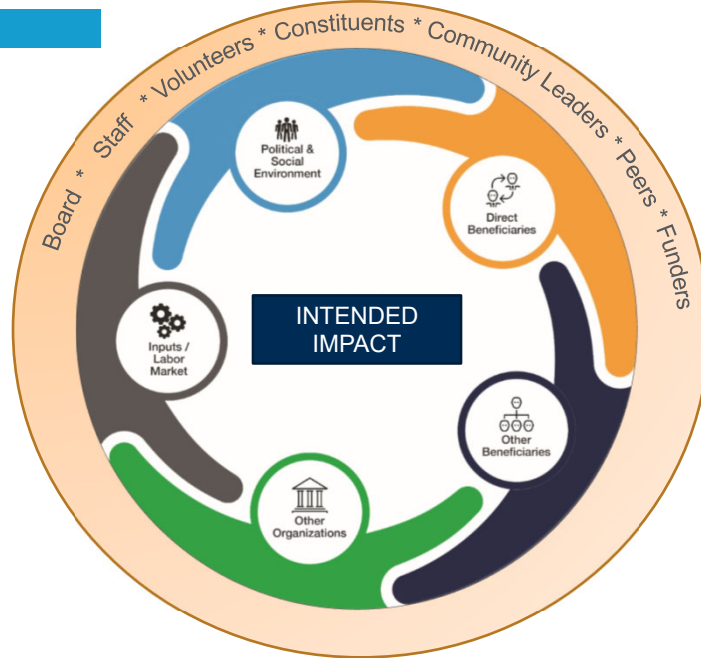 Board * Staff * Volunteers * Constituents * Community Leaders * Peers * Funders
Political &
Social
Environment
Direct
Beneficiaries
INTENDED
IMPACT
Inputs /
Labor
Market
Other
Beneficiaries
Other
Organizations